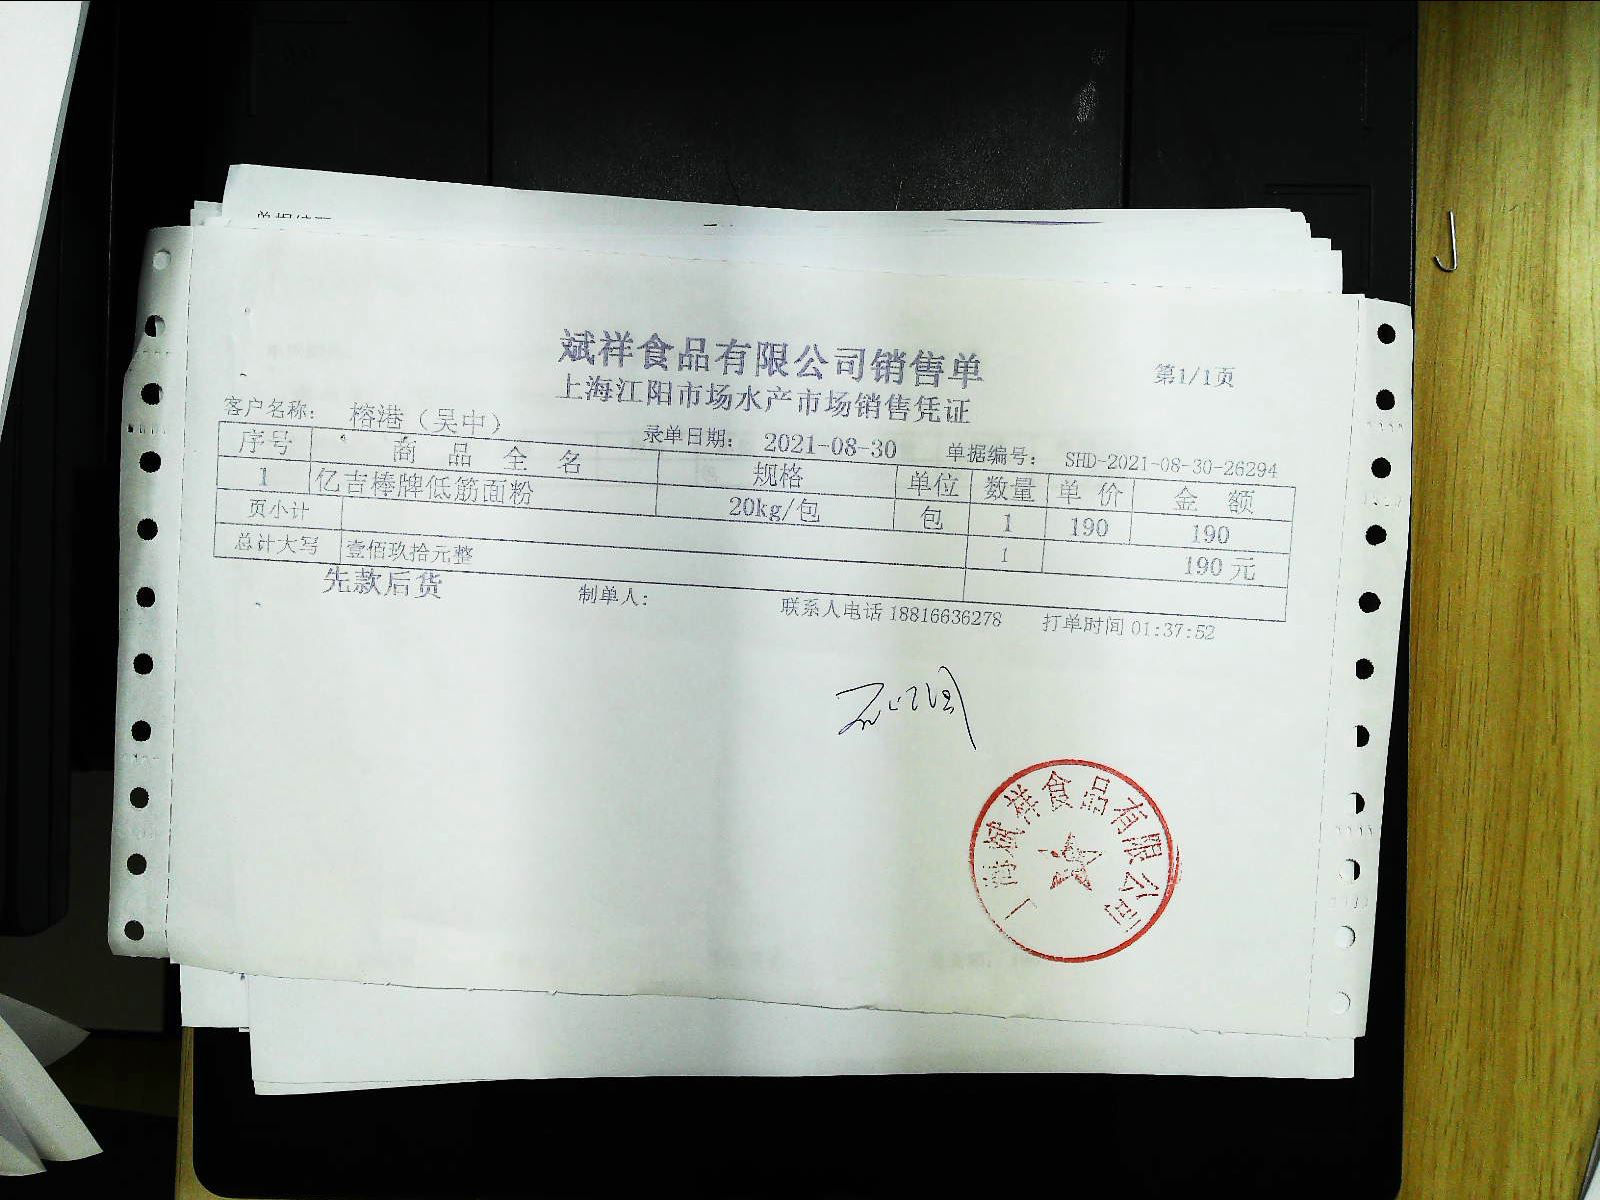 斌祥食品有限公司销售单
第1/1页
上海江阳市场水产市场销售凭证
客户名称: 榕港（吴中） 录单日期: 2021-08-30 单据编号: SHD-2021-08-30-26294
序号 商品全名 规格 单位 数量 单价 金额
1 亿吉棒牌低筋面粉 20kg/包 包 1 190 190
页小计 1 190元
总计大写 壹佰玖拾元整
先款后货 制单人: 联系人电话 18816636278 打单时间 01:37:52
上海斌祥食品有限公司